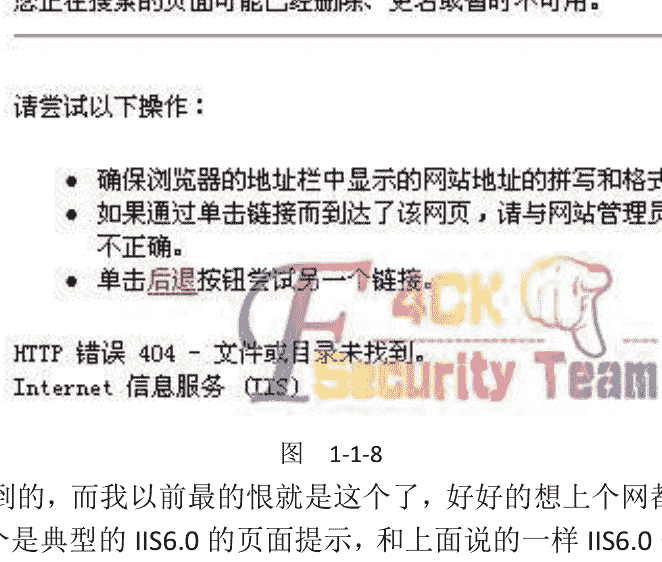 您正在搜索的页面可能已经删除、更名或暂时不可用。
请尝试以下操作：
● 确保浏览器的地址栏中显示的网站地址的拼写和格式
● 如果通过单击链接而到达了该网页，请与网站管理员
不正确。
● 单击后退按钮尝试另一个链接。
HTTP 错误 404 - 文件或目录未找到。
Internet 信息服务 (IIS)
F4CK
Security Team
图 1-1-8
到的，而我以前最的恨就是这个了，好好的想上个网都
个是典型的 IIS6.0 的页面提示，和上面说的一样 IIS6.0